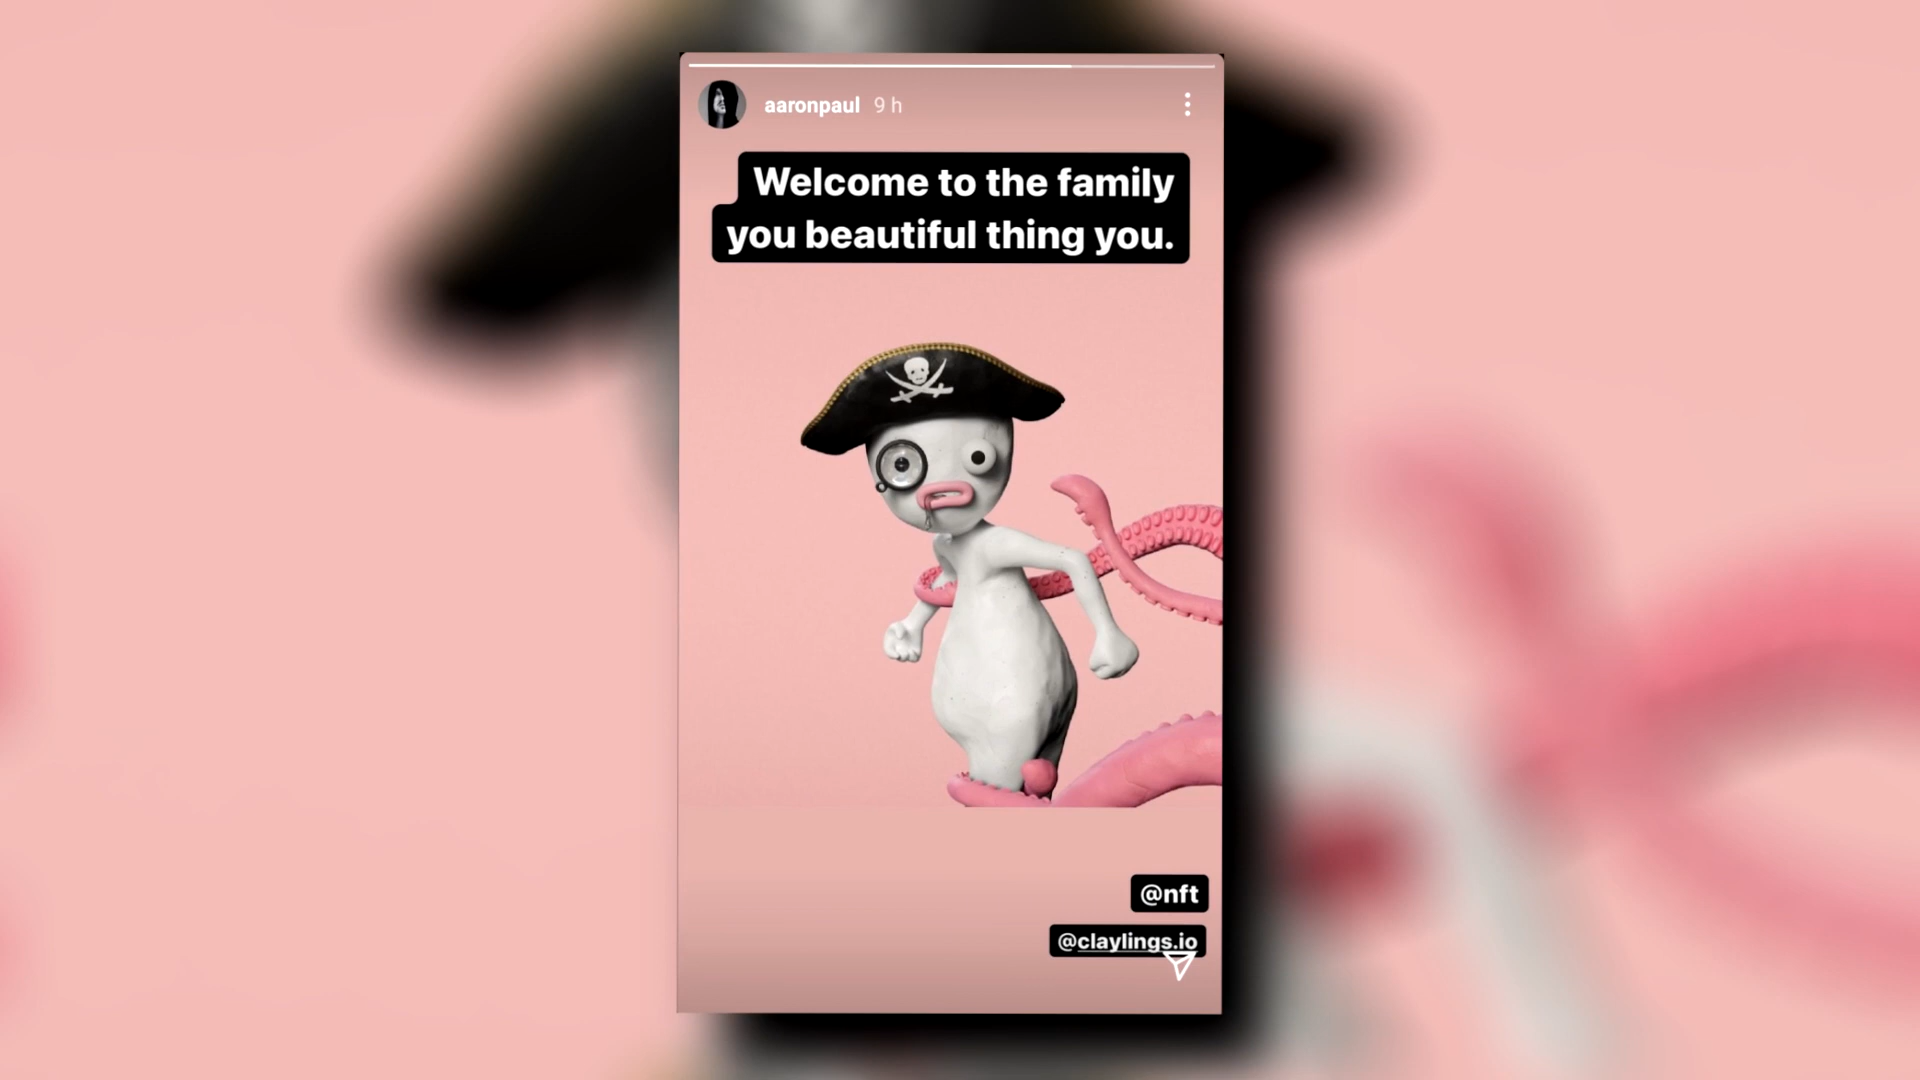 aaronpaul 9 h
Welcome to the family
you beautiful thing you.
@nft
@claylings.io